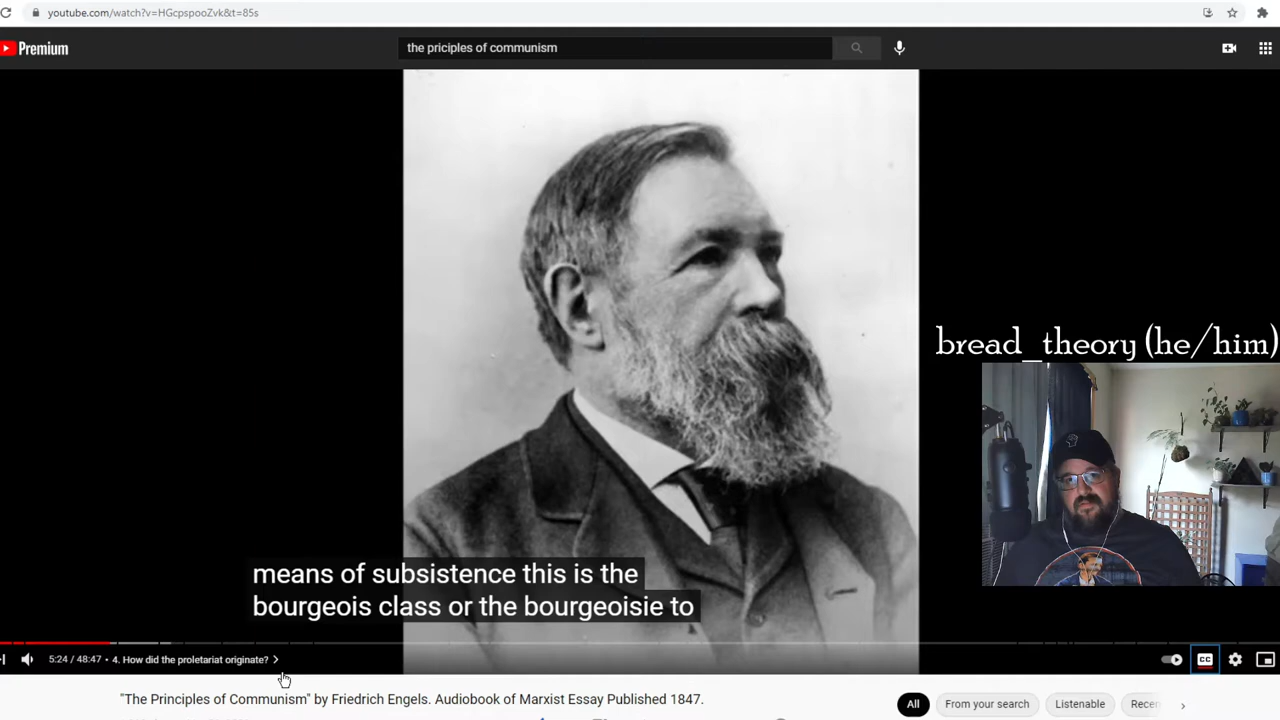 youtube.com/watch?v=HGcpspooZvk&t=85s
Premium
the priciples of communism
bread_theory (he/him)
means of subsistence this is the
bourgeois class or the bourgeoisie to
5:24 / 48:47 • 4. How did the proletariat originate? >
CC
"The Principles of Communism" by Friedrich Engels. Audiobook of Marxist Essay Published 1847.
All
From your search
Listenable